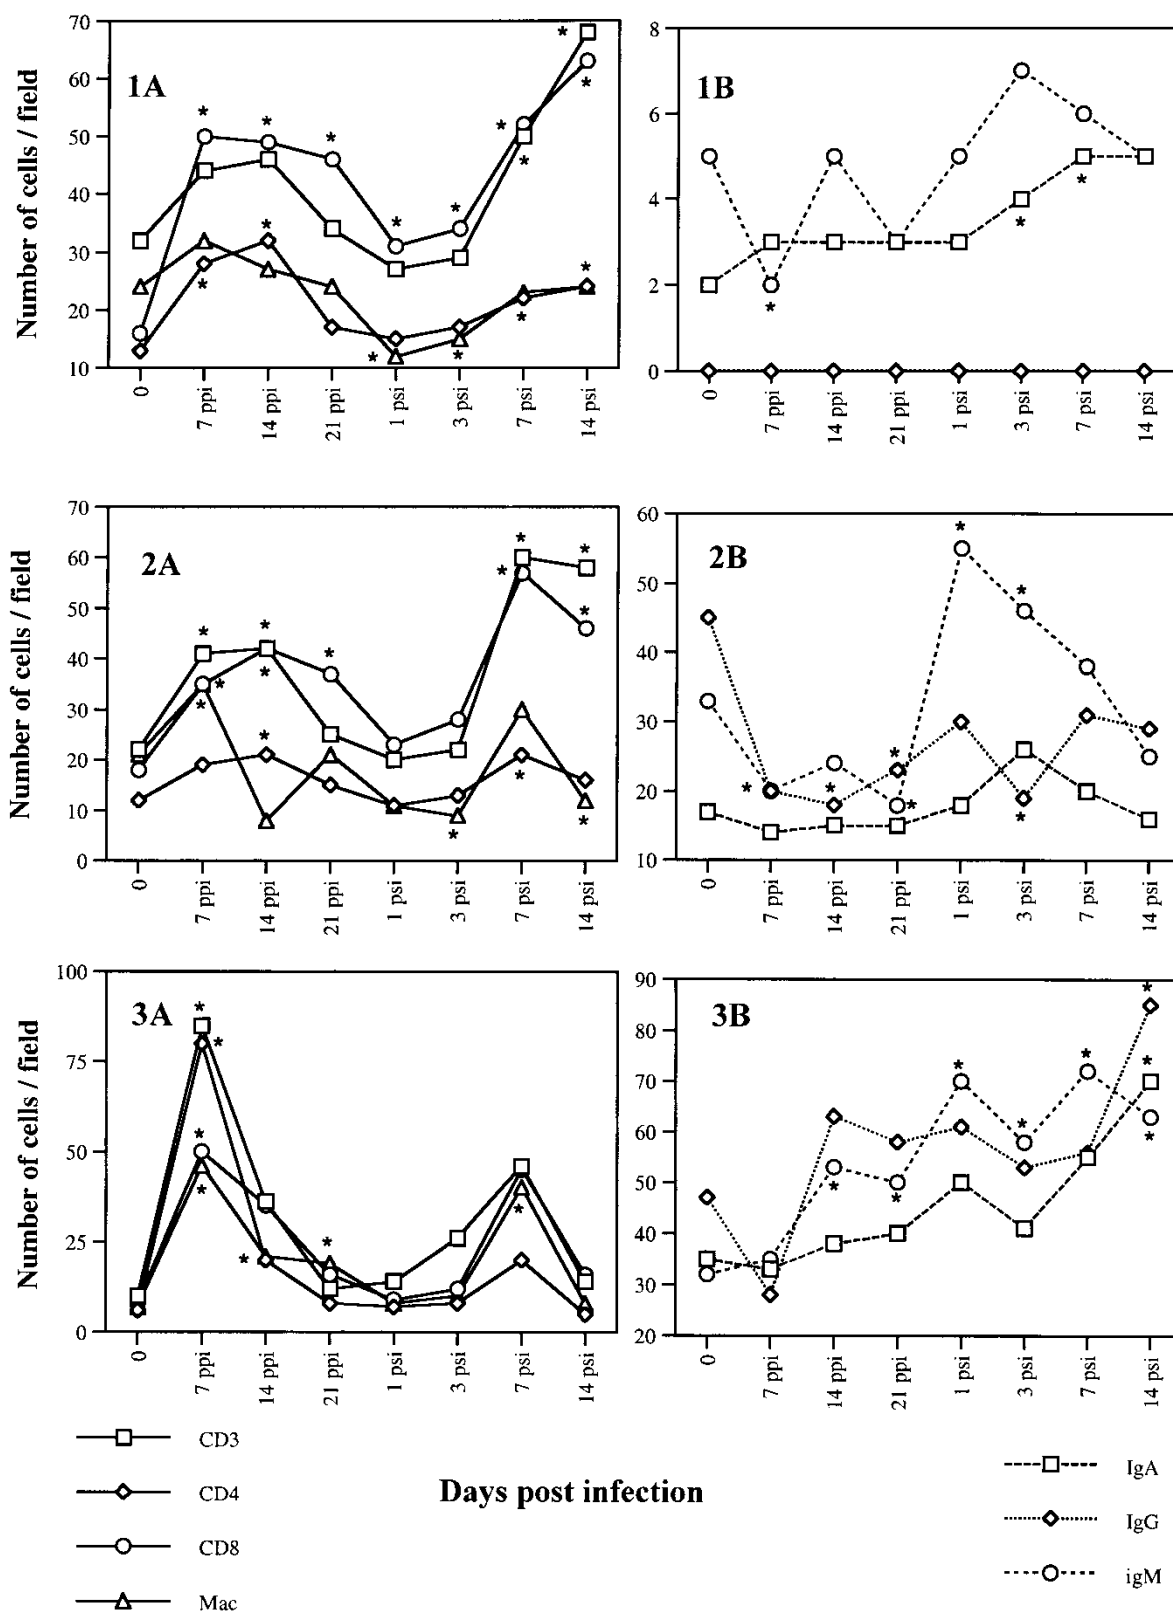 Number of cells / field
70
60
50
40
30
20
10
1A
* * * * * * * * * * * * * * * *
0
7 ppi
14 ppi
21 ppi
1 psi
3 psi
7 psi
14 psi
8
6
4
2
0
1B
* * *
0
7 ppi
14 ppi
21 ppi
1 psi
3 psi
7 psi
14 psi
Number of cells / field
70
60
50
40
30
20
10
0
2A
* * * * * * * * * * * * *
0
7 ppi
14 ppi
21 ppi
1 psi
3 psi
7 psi
14 psi
60
50
40
30
20
10
2B
* * * * * * *
0
7 ppi
14 ppi
21 ppi
1 psi
3 psi
7 psi
14 psi
Number of cells / field
100
75
50
25
0
3A
* * * * * * *
0
7 ppi
14 ppi
21 ppi
1 psi
3 psi
7 psi
14 psi
90
80
70
60
50
40
30
20
3B
* * * * * * * *
0
7 ppi
14 ppi
21 ppi
1 psi
3 psi
7 psi
14 psi
CD3
CD4
CD8
Mac
Days post infection
IgA
IgG
igM